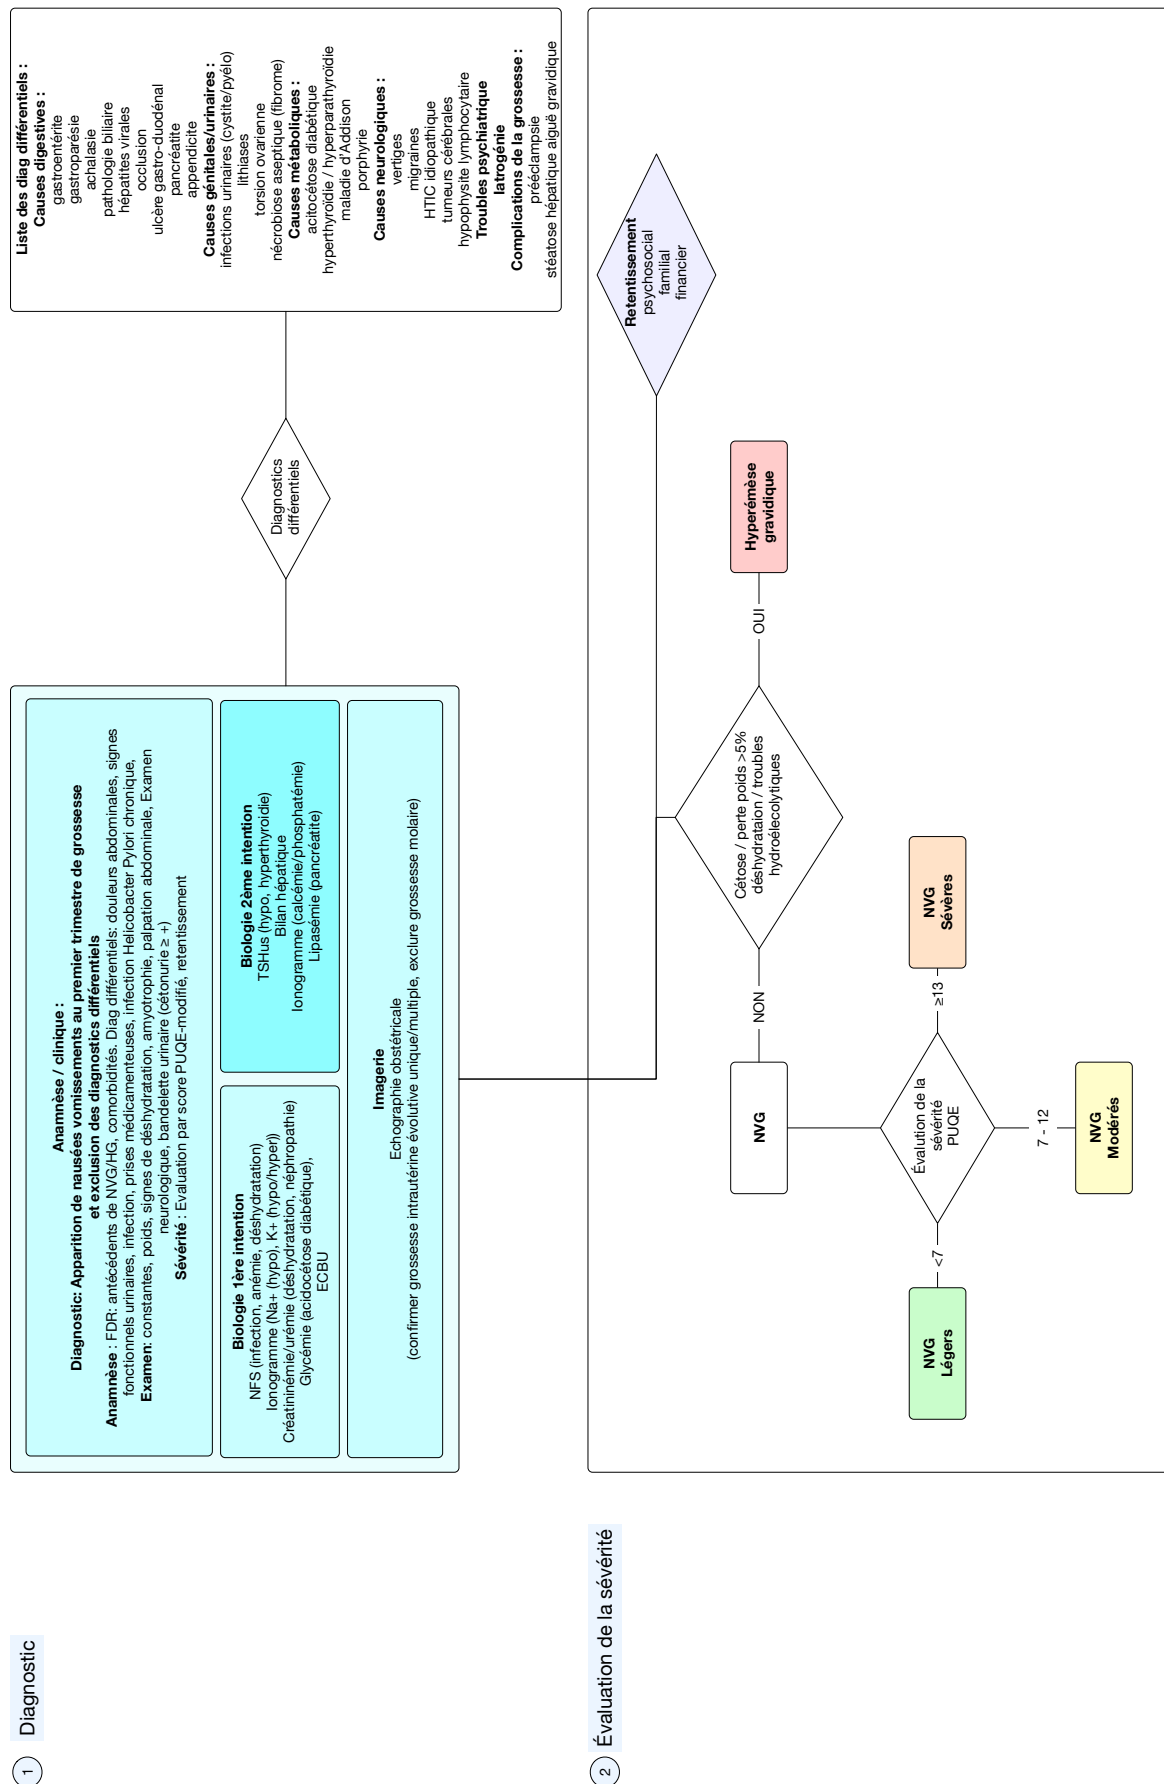 1
Diagnostic
Anamnèse / clinique :
Diagnostic: Apparition de nausées vomissements au premier trimestre de grossesse
et exclusion des diagnostics différentiels
Anamnèse : FDR: antécédents de NVG/HG, comorbidités. Diag différentiels: douleurs abdominales, signes
fonctionnels urinaires, infection, prises médicamenteuses, infection Helicobacter Pylori chronique,
Examen: constantes, poids, signes de déshydratation, amyotrophie, palpation abdominale, Examen
neurologique, bandelette urinaire (cétonurie ≥ +)
Sévérité : Evaluation par score PUQE-modifié, retentissement
Biologie 1ère intention
NFS (infection, anémie, déshydratation)
Ionogramme (Na+ (hypo), K+ (hypo/hyper))
Créatininémie/urémie (déshydratation, néphropathie)
Glycémie (acidocétose diabétique),
ECBU
Biologie 2ème intention
TSHus (hypo, hyperthyroidie)
Bilan hépatique
Ionogramme (calcémie/phosphatémie)
Lipasémie (pancréatite)
Imagerie
Echographie obstétricale
(confirmer grossesse intrautérine évolutive unique/multiple, exclure grossesse molaire)
Diagnostics
différentiels
Liste des diag différentiels :
Causes digestives :
gastroentérite
gastroparésie
achalasie
pathologie biliaire
hépatites virales
occlusion
ulcère gastro-duodénal
pancréatite
appendicite
Causes génitales/urinaires :
infections urinaires (cystite/pyélo)
lithiases
torsion ovarienne
nécrobiose aseptique (fibrome)
Causes métaboliques :
acitocétose diabétique
hyperthyroïdie / hyperparathyroïdie
maladie d'Addison
porphyrie
Causes neurologiques :
vertiges
migraines
HTIC idiopathique
tumeurs cérébrales
hypophysite lymphocytaire
Troubles psychiatrique
Iatrogénie
Complications de la grossesse :
prééclampsie
stéatose hépatique aiguë gravidique
2
Évaluation de la sévérité
Retentissement
psychosocial
familial
financier
Cétose / perte poids >5%
déshydrataion / troubles
hydroélecolytiques
NON
OUI
NVG
Hyperémèse
gravidique
Évalution de la
sévérité
PUQE
<7
7 - 12
≥13
NVG
Légers
NVG
Modérés
NVG
Sévères